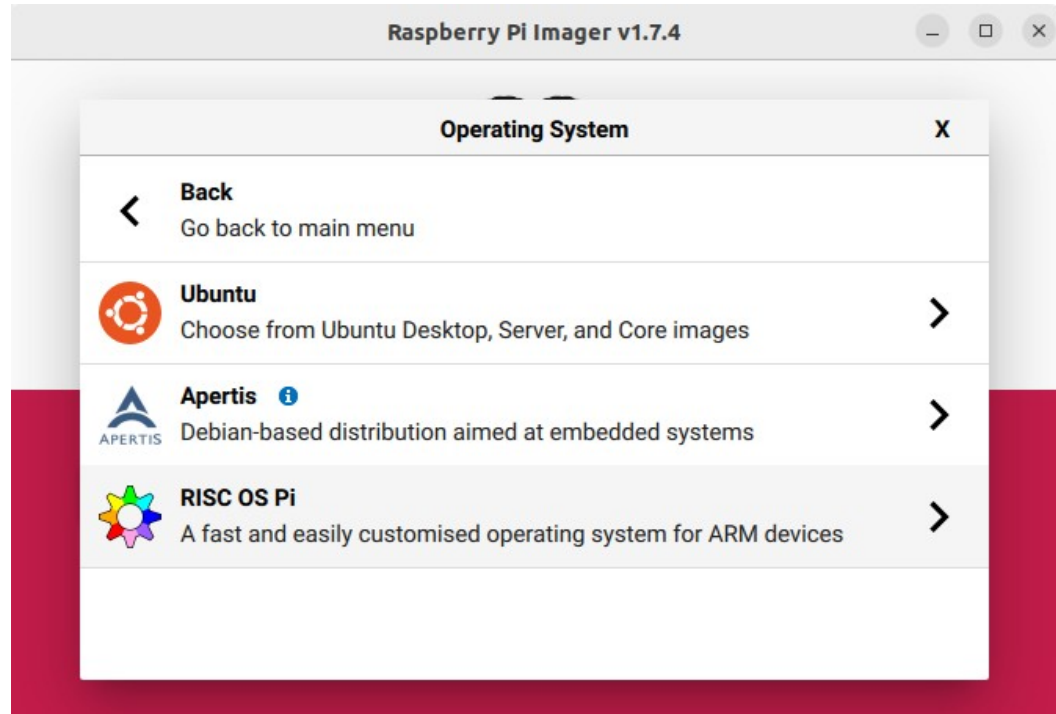 Raspberry Pi Imager v1.7.4
Operating System X
Back
Go back to main menu
Ubuntu
Choose from Ubuntu Desktop, Server, and Core images
Apertis
APERTIS
Debian-based distribution aimed at embedded systems
RISC OS Pi
A fast and easily customised operating system for ARM devices